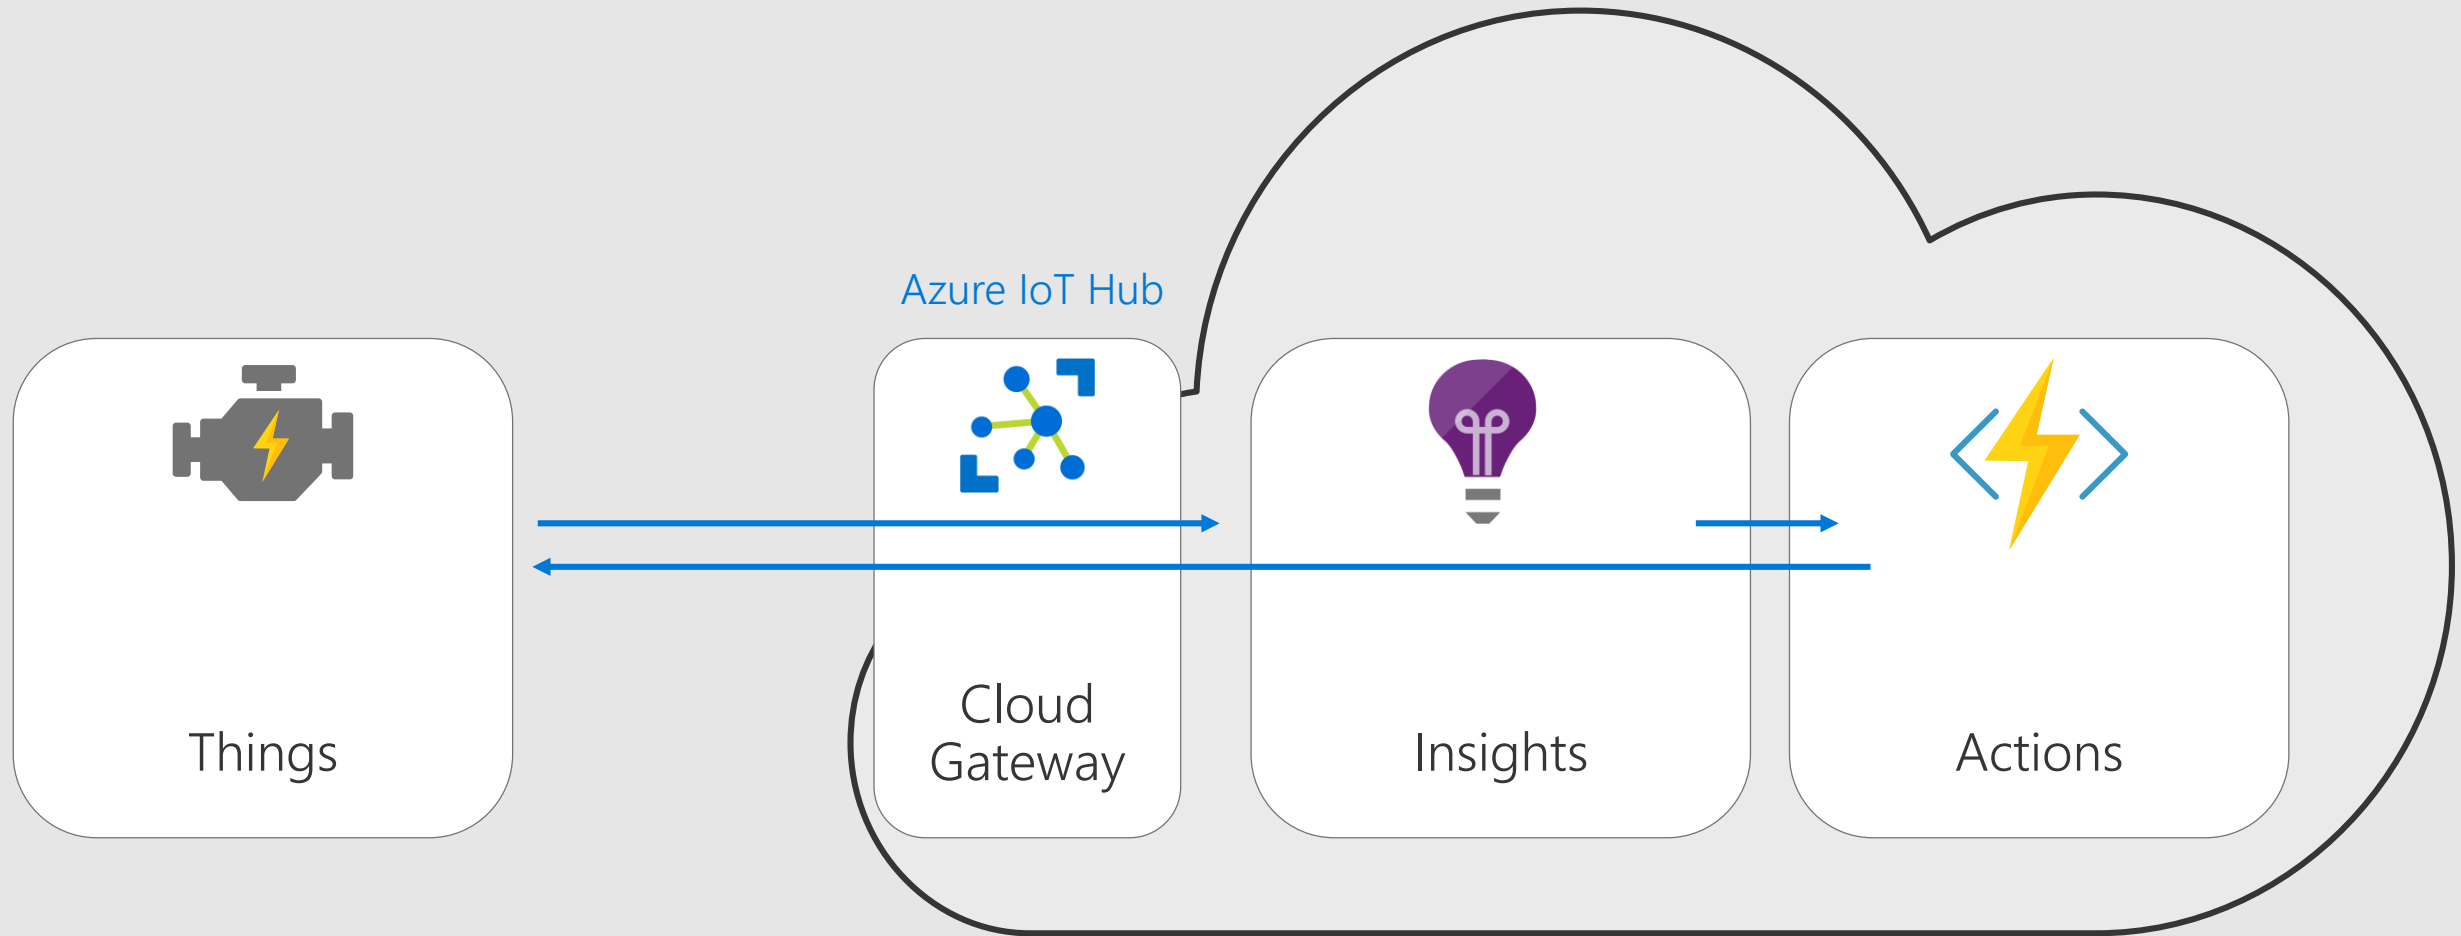 Azure IoT Hub
Things
Cloud
Gateway
Insights
Actions